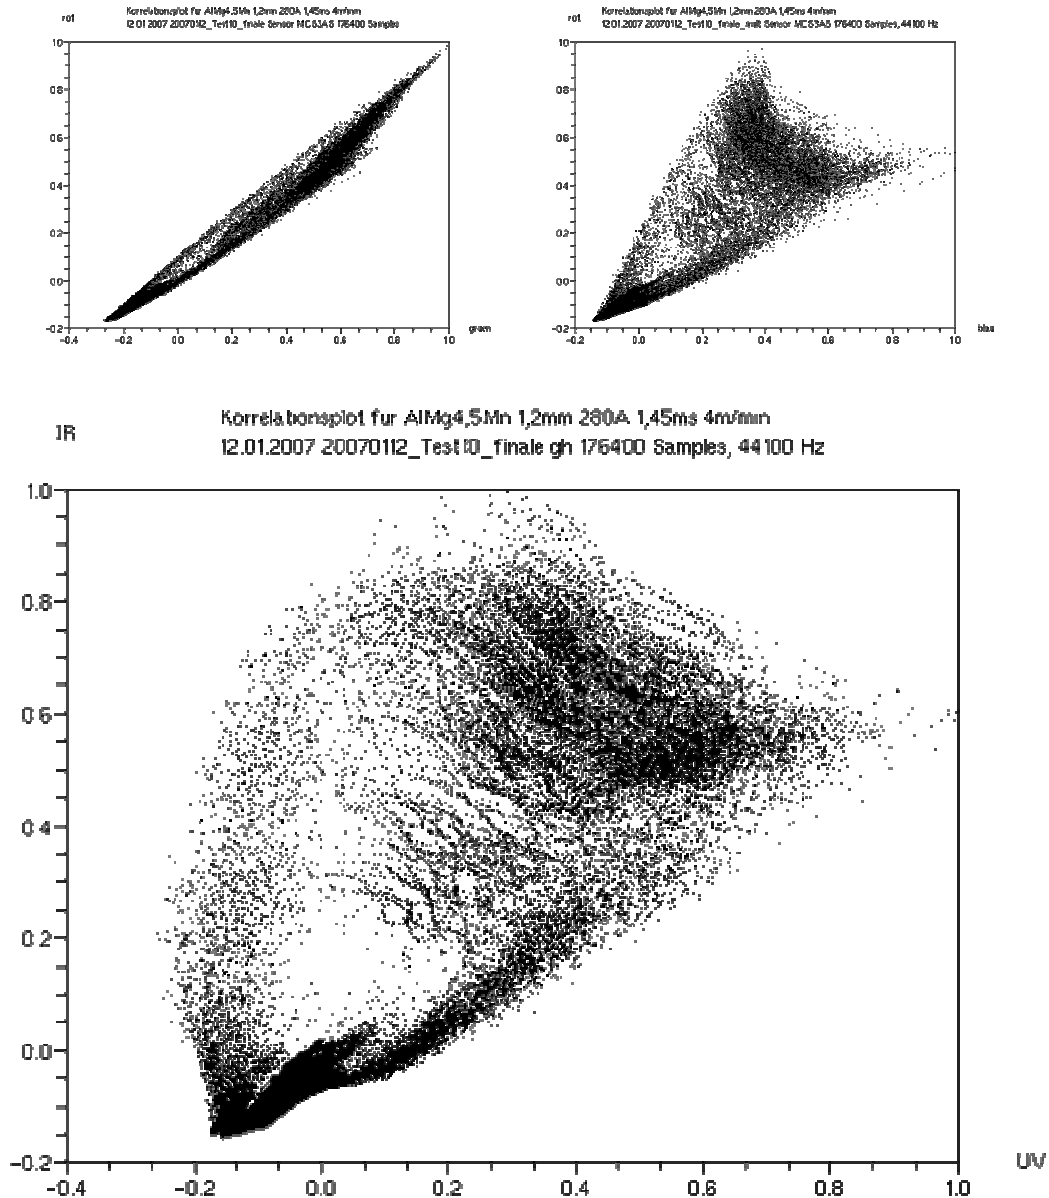 rot
Korrelationsplot für AlMg4,5Mn 1,2mm 280A 1,45ms 4m/min
12.01.2007 20070112_Test10_finale Sensor MCS3AS 176400 Samples
1.0
0.8
0.6
0.4
0.2
0.0
-0.2
-0.4 -0.2 0.0 0.2 0.4 0.6 0.8 1.0
green
rot
Korrelationsplot für AlMg4,5Mn 1,2mm 280A 1,45ms 4m/min
12.01.2007 20070112_Test10_finale Sensor MCS3AS 176400 Samples, 44100 Hz
1.0
0.8
0.6
0.4
0.2
0.0
-0.2
-0.2 0.0 0.2 0.4 0.6 0.8 1.0
blau
IR
Korrelationsplot für AlMg4,5Mn 1,2mm 280A 1,45ms 4m/min
12.01.2007 20070112_Test10_finale gh 176400 Samples, 44100 Hz
1.0
0.8
0.6
0.4
0.2
0.0
-0.2
-0.4 -0.2 0.0 0.2 0.4 0.6 0.8 1.0
UV